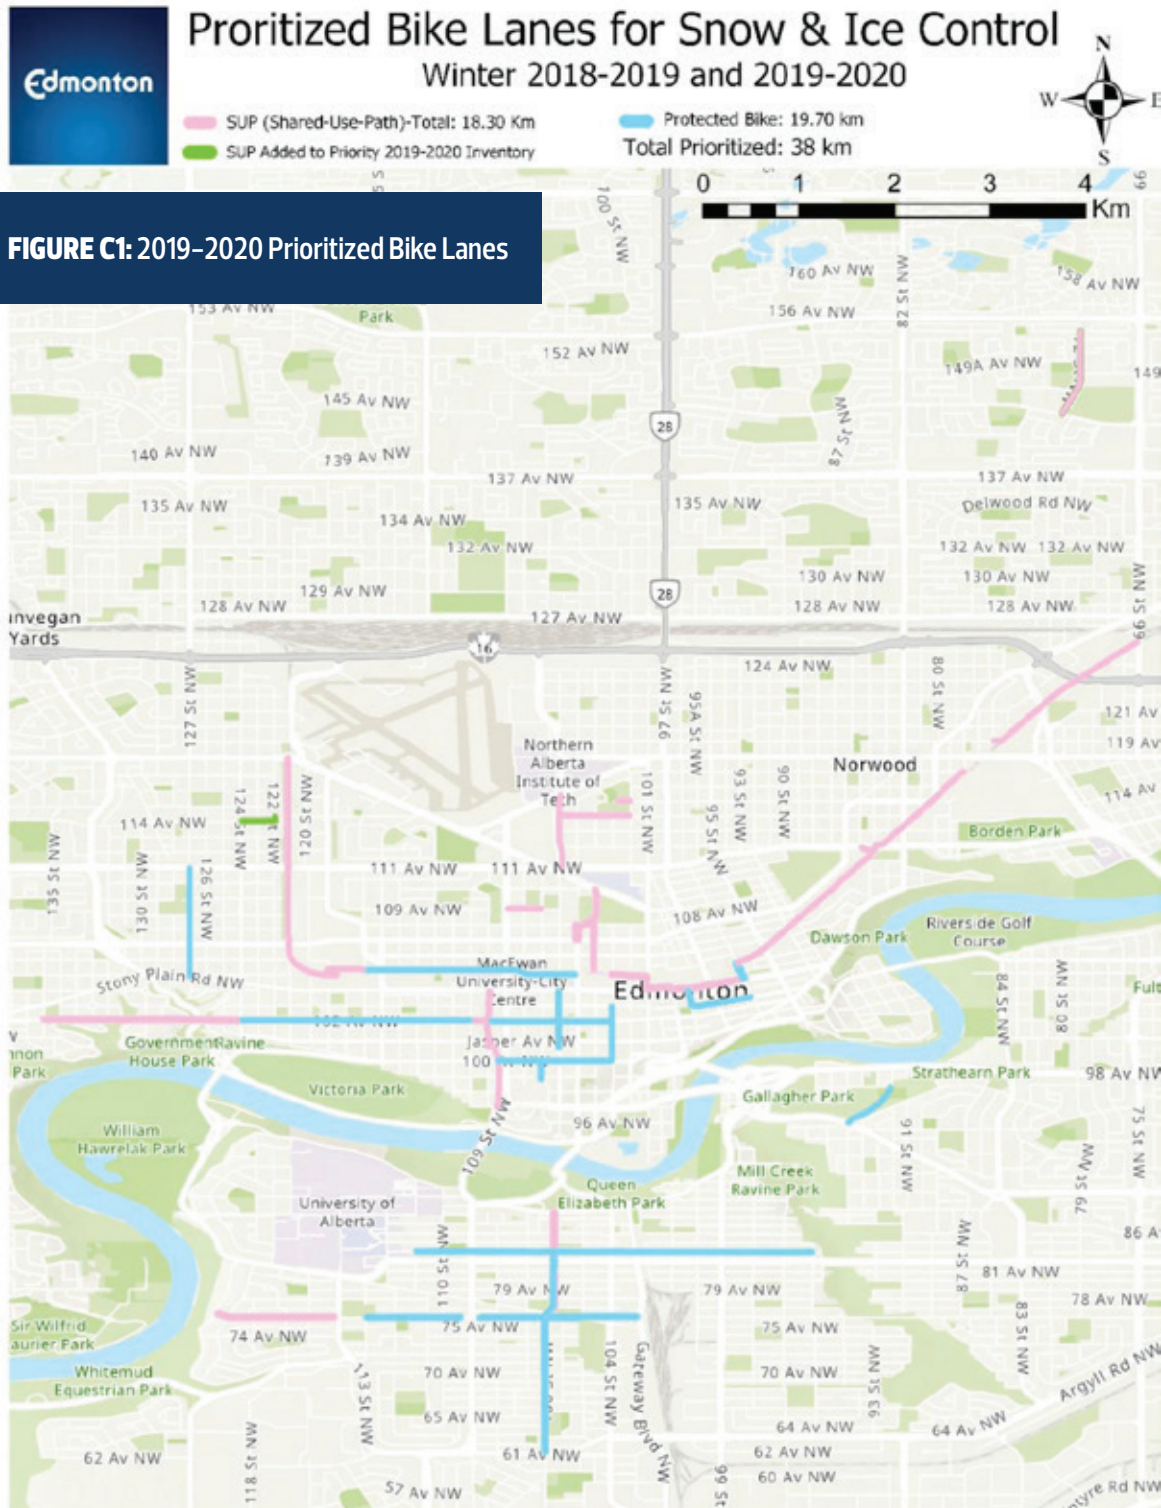 Proritized Bike Lanes for Snow & Ice Control
Winter 2018-2019 and 2019-2020
Edmonton
N
W
E
S
SUP (Shared-Use-Path)-Total: 18.30 Km
Protected Bike: 19.70 km
SUP Added to Priority 2019-2020 Inventory
Total Prioritized: 38 km
0 1 2 3 4
Km
FIGURE C1: 2019–2020 Prioritized Bike Lanes
100 St NW
160 Av NW
82 St NW
158 Av NW
153 Av NW
Park
156 Av NW
152 Av NW
149A Av NW
149
145 Av NW
28
87 St NW
140 Av NW
139 Av NW
137 Av NW
137 Av NW
135 Av NW
135 Av NW
Delwood Rd NW
134 Av NW
132 Av NW
132 Av NW
132 Av NW
130 Av NW
130 Av NW
129 Av NW
128 Av NW
28
128 Av NW
128 Av NW
66 St NW
127 Av NW
Yards
16
124 Av NW
127 St NW
97 St NW
95A St NW
80 St NW
121 Av
119 Av
Northern
Alberta
Institute of
Tech
Norwood
114 Av
124 St NW
122 St NW
120 St NW
101 St NW
93 St NW
90 St NW
95 St NW
114 Av NW
Borden Park
135 St NW
130 St NW
126 St NW
111 Av NW
111 Av NW
109 Av NW
108 Av NW
Dawson Park
Riverside Golf
Course
Stony Plain Rd NW
MacEwan
University-City
Centre
Edmonton
84 St NW
80 St NW
Fult
102 Av NW
Government
House Park
Ravine
Jasper Av NW
100
Park
Victoria Park
Strathearn Park
98 Av NW
Gallagher Park
96 Av NW
William
Hawrelak Park
109 St NW
91 St NW
75 St NW
79 St NW
Mill Creek
Ravine Park
Queen
Elizabeth Park
University of
Alberta
86 A
110 St NW
87 St NW
81 Av NW
79 Av NW
79 Av NW
78 Av NW
Sir Wilfrid
aurier Park
74 Av NW
75 Av NW
75 Av NW
83 St NW
Whitemud
Equestrian Park
113 St NW
70 Av NW
104 St NW
Gateway Blvd NW
70 Av NW
93 St NW
Argyll Rd NW
65 Av NW
64 Av NW
64 Av NW
62 Av NW
118 St NW
61 Av NW
62 Av NW
60 Av NW
57 Av NW
99 St
tyre Rd NW